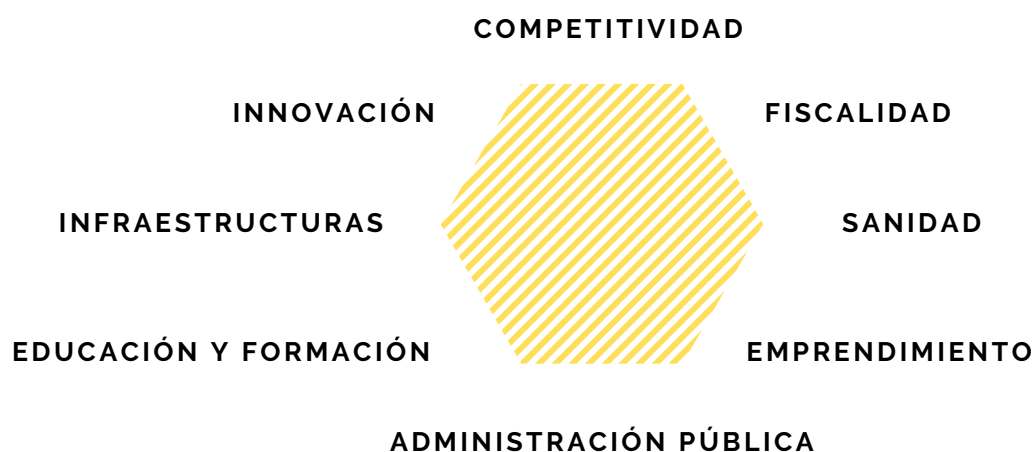 COMPETITIVIDAD
INNOVACIÓN
FISCALIDAD
INFRAESTRUCTURAS
SANIDAD
EDUCACIÓN Y FORMACIÓN
EMPRENDIMIENTO
ADMINISTRACIÓN PÚBLICA